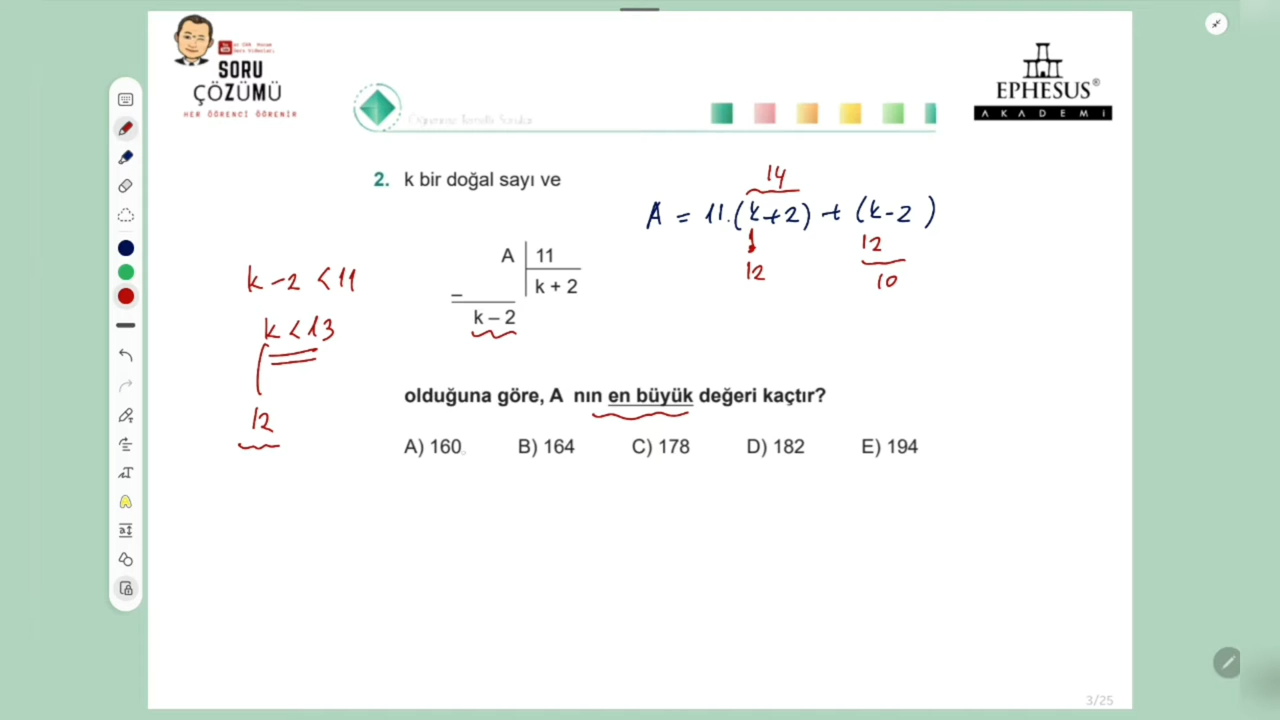 SORU
ÇÖZÜMÜ
HER ÖĞRENCİ ÖĞRENİR
EPHESUS®
AKADEMİ
2. k bir doğal sayı ve
14
A = 11.(k+2) + (k-2)
12
12
10
A 11
k + 2
–
k – 2
k -2 < 11
k < 13
12
olduğuna göre, A nın en büyük değeri kaçtır?
A) 160 B) 164 C) 178 D) 182 E) 194
3/25